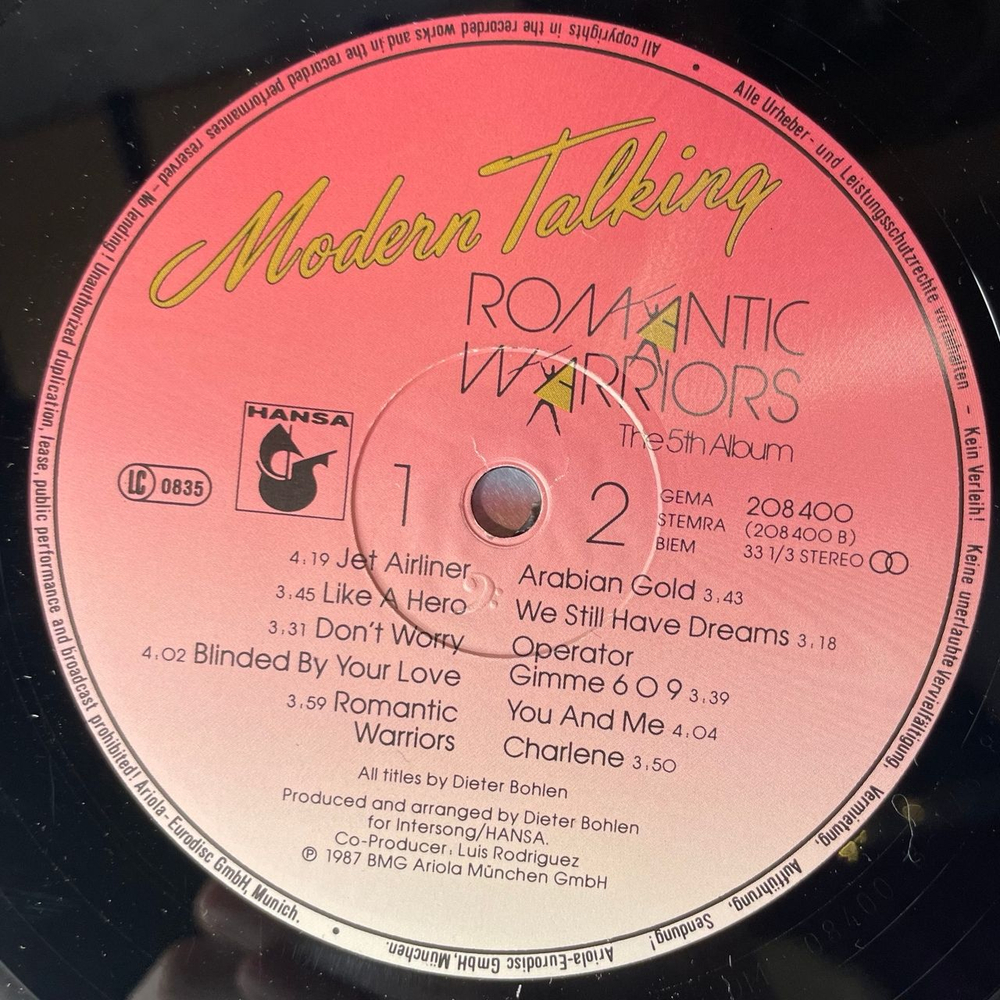 Alle Urheber- und Leistungsschutzrechte vorbehalten – Kein Verleih! Keine unerlaubte Vervielfältigung, Vermietung, Aufführung, Sendung! Ariola-Eurodisc GmbH, München.
All copyrights in the recorded works and in the recorded performances reserved – No lending! Unauthorized duplication, lease, public performance and broadcast prohibited! Ariola-Eurodisc GmbH, Munich.
Modern Talking
ROMANTIC
WARRIORS
The 5th Album
HANSA
LC 0835
1
2
GEMA
STEMRA
BIEM
208 400
(208 400 B)
33 1/3 STEREO
4:19 Jet Airliner
3:45 Like A Hero
3:31 Don't Worry
4:02 Blinded By Your Love
3:59 Romantic
Warriors
Arabian Gold 3:43
We Still Have Dreams 3:18
Operator
Gimme 6 0 9 3:39
You And Me 4:04
Charlene 3:50
All titles by Dieter Bohlen
Produced and arranged by Dieter Bohlen
for Intersong/HANSA.
Co-Producer: Luis Rodriguez
℗ 1987 BMG Ariola München GmbH